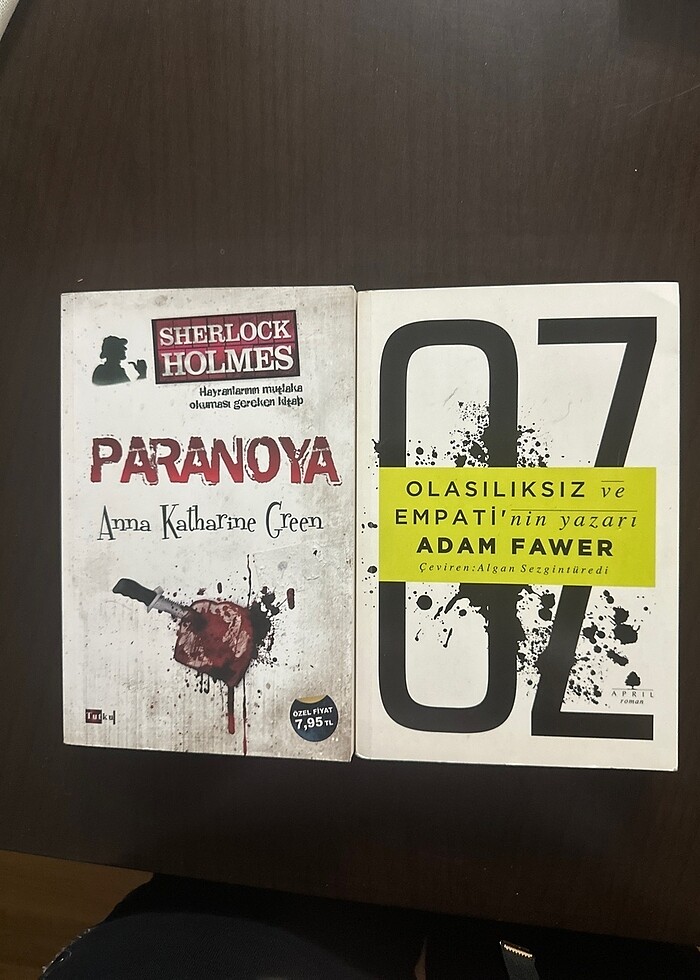 SHERLOCK
HOLMES
Hayranlarının mutlaka
okuması gereken kitap
PARANOYA
Anna Katharine Green
Tutku
ÖZEL FİYAT
7,95 TL
OZ
OLASILIKSIZ ve
EMPATİ'nin yazarı
ADAM FAWER
Çeviren:Algan Sezgintüredi
APRIL
roman